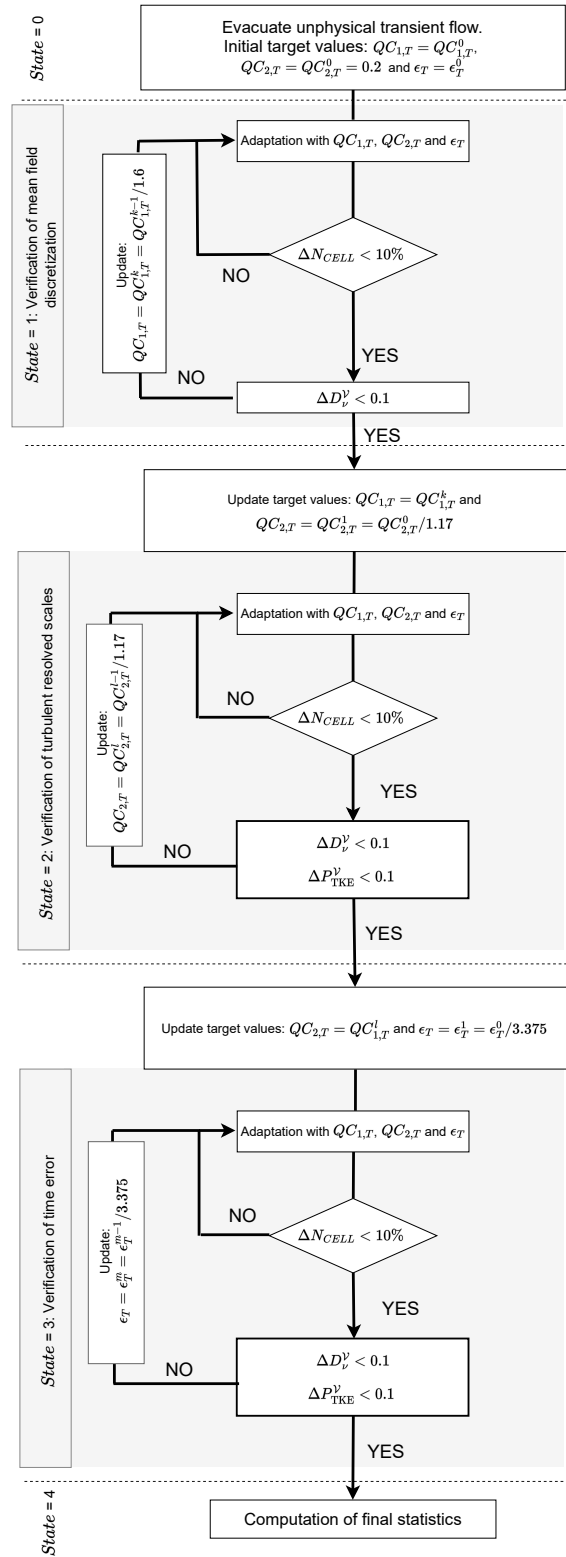 State = 0
Evacuate unphysical transient flow.
Initial target values: QC_{1,T} = QC^0_{1,T},
QC_{2,T} = QC^0_{2,T} = 0.2 and ϵ_T = ϵ^0_T
State = 1: Verification of mean field
discretization
Adaptation with QC_{1,T}, QC_{2,T} and ϵ_T
Update:
QC_{1,T} = QC^k_{1,T} = QC^{k-1}_{1,T}/1.6
ΔN_{CELL} < 10%
NO
YES
NO
ΔD^𝒱_ν < 0.1
YES
Update target values: QC_{1,T} = QC^k_{1,T} and
QC_{2,T} = QC^1_{2,T} = QC^0_{2,T}/1.17
State = 2: Verification of turbulent resolved scales
Adaptation with QC_{1,T}, QC_{2,T} and ϵ_T
Update:
QC_{2,T} = QC^l_{2,T} = QC^{l-1}_{2,T}/1.17
NO
ΔN_{CELL} < 10%
YES
ΔD^𝒱_ν < 0.1
NO
ΔP^𝒱_{TKE} < 0.1
YES
Update target values: QC_{2,T} = QC^l_{1,T} and ϵ_T = ϵ^1_T = ϵ^0_T/3.375
State = 3: Verification of time error
Adaptation with QC_{1,T}, QC_{2,T} and ϵ_T
Update:
ϵ_T = ϵ^m_T = ϵ^{m-1}_T/3.375
NO
ΔN_{CELL} < 10%
YES
ΔD^𝒱_ν < 0.1
NO
ΔP^𝒱_{TKE} < 0.1
YES
State = 4
Computation of final statistics